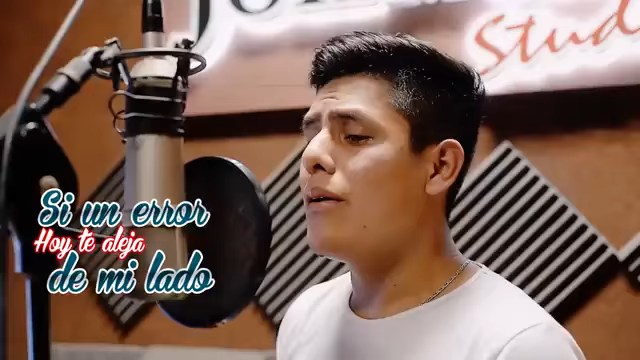 Stud
Si un error
Hoy te aleja
de mi lado